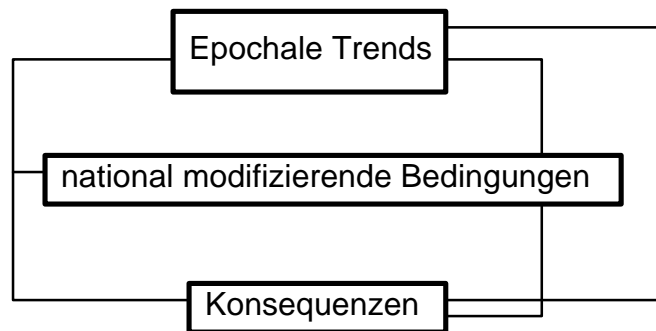 Epochale Trends
national modifizierende Bedingungen
Konsequenzen